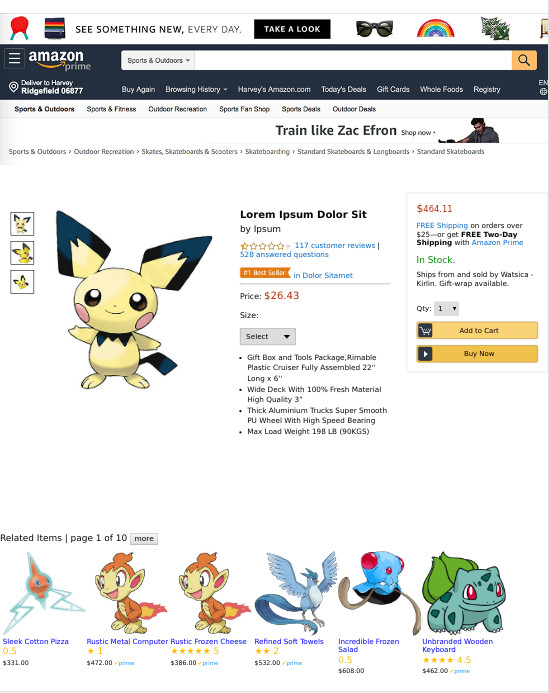 SEE SOMETHING NEW, EVERY DAY. TAKE A LOOK
amazon
prime
Sports & Outdoors
Deliver to Harvey
Ridgefield 06877
Buy Again Browsing History Harvey's Amazon.com Today's Deals Gift Cards Whole Foods Registry
EN
Sports & Outdoors Sports & Fitness Outdoor Recreation Sports Fan Shop Sports Deals Outdoor Deals
Train like Zac Efron Shop now
Sports & Outdoors › Outdoor Recreation › Skates, Skateboards & Scooters › Skateboarding › Standard Skateboards & Longboards › Standard Skateboards
Lorem Ipsum Dolor Sit
by Ipsum
117 customer reviews |
528 answered questions
#1 Best Seller in Dolor Sitamet
Price: $26.43
Size:
Select
• Gift Box and Tools Package,Rimable
Plastic Cruiser Fully Assembled 22"
Long x 6"
• Wide Deck With 100% Fresh Material
High Quality 3"
• Thick Aluminium Trucks Super Smooth
PU Wheel With High Speed Bearing
• Max Load Weight 198 LB (90KGS)
$464.11
FREE Shipping on orders over
$25—or get FREE Two-Day
Shipping with Amazon Prime
In Stock.
Ships from and sold by Watsica -
Kirlin. Gift-wrap available.
Qty: 1
Add to Cart
Buy Now
Related Items | page 1 of 10 more
Sleek Cotton Pizza
0.5
$331.00
Rustic Metal Computer
★ 1
$472.00 ✓prime
Rustic Frozen Cheese
★★★★★ 5
$386.00 ✓prime
Refined Soft Towels
★★ 2
$532.00 ✓prime
Incredible Frozen
Salad
0.5
$608.00
Unbranded Wooden
Keyboard
★★★★ 4.5
$462.00 ✓prime